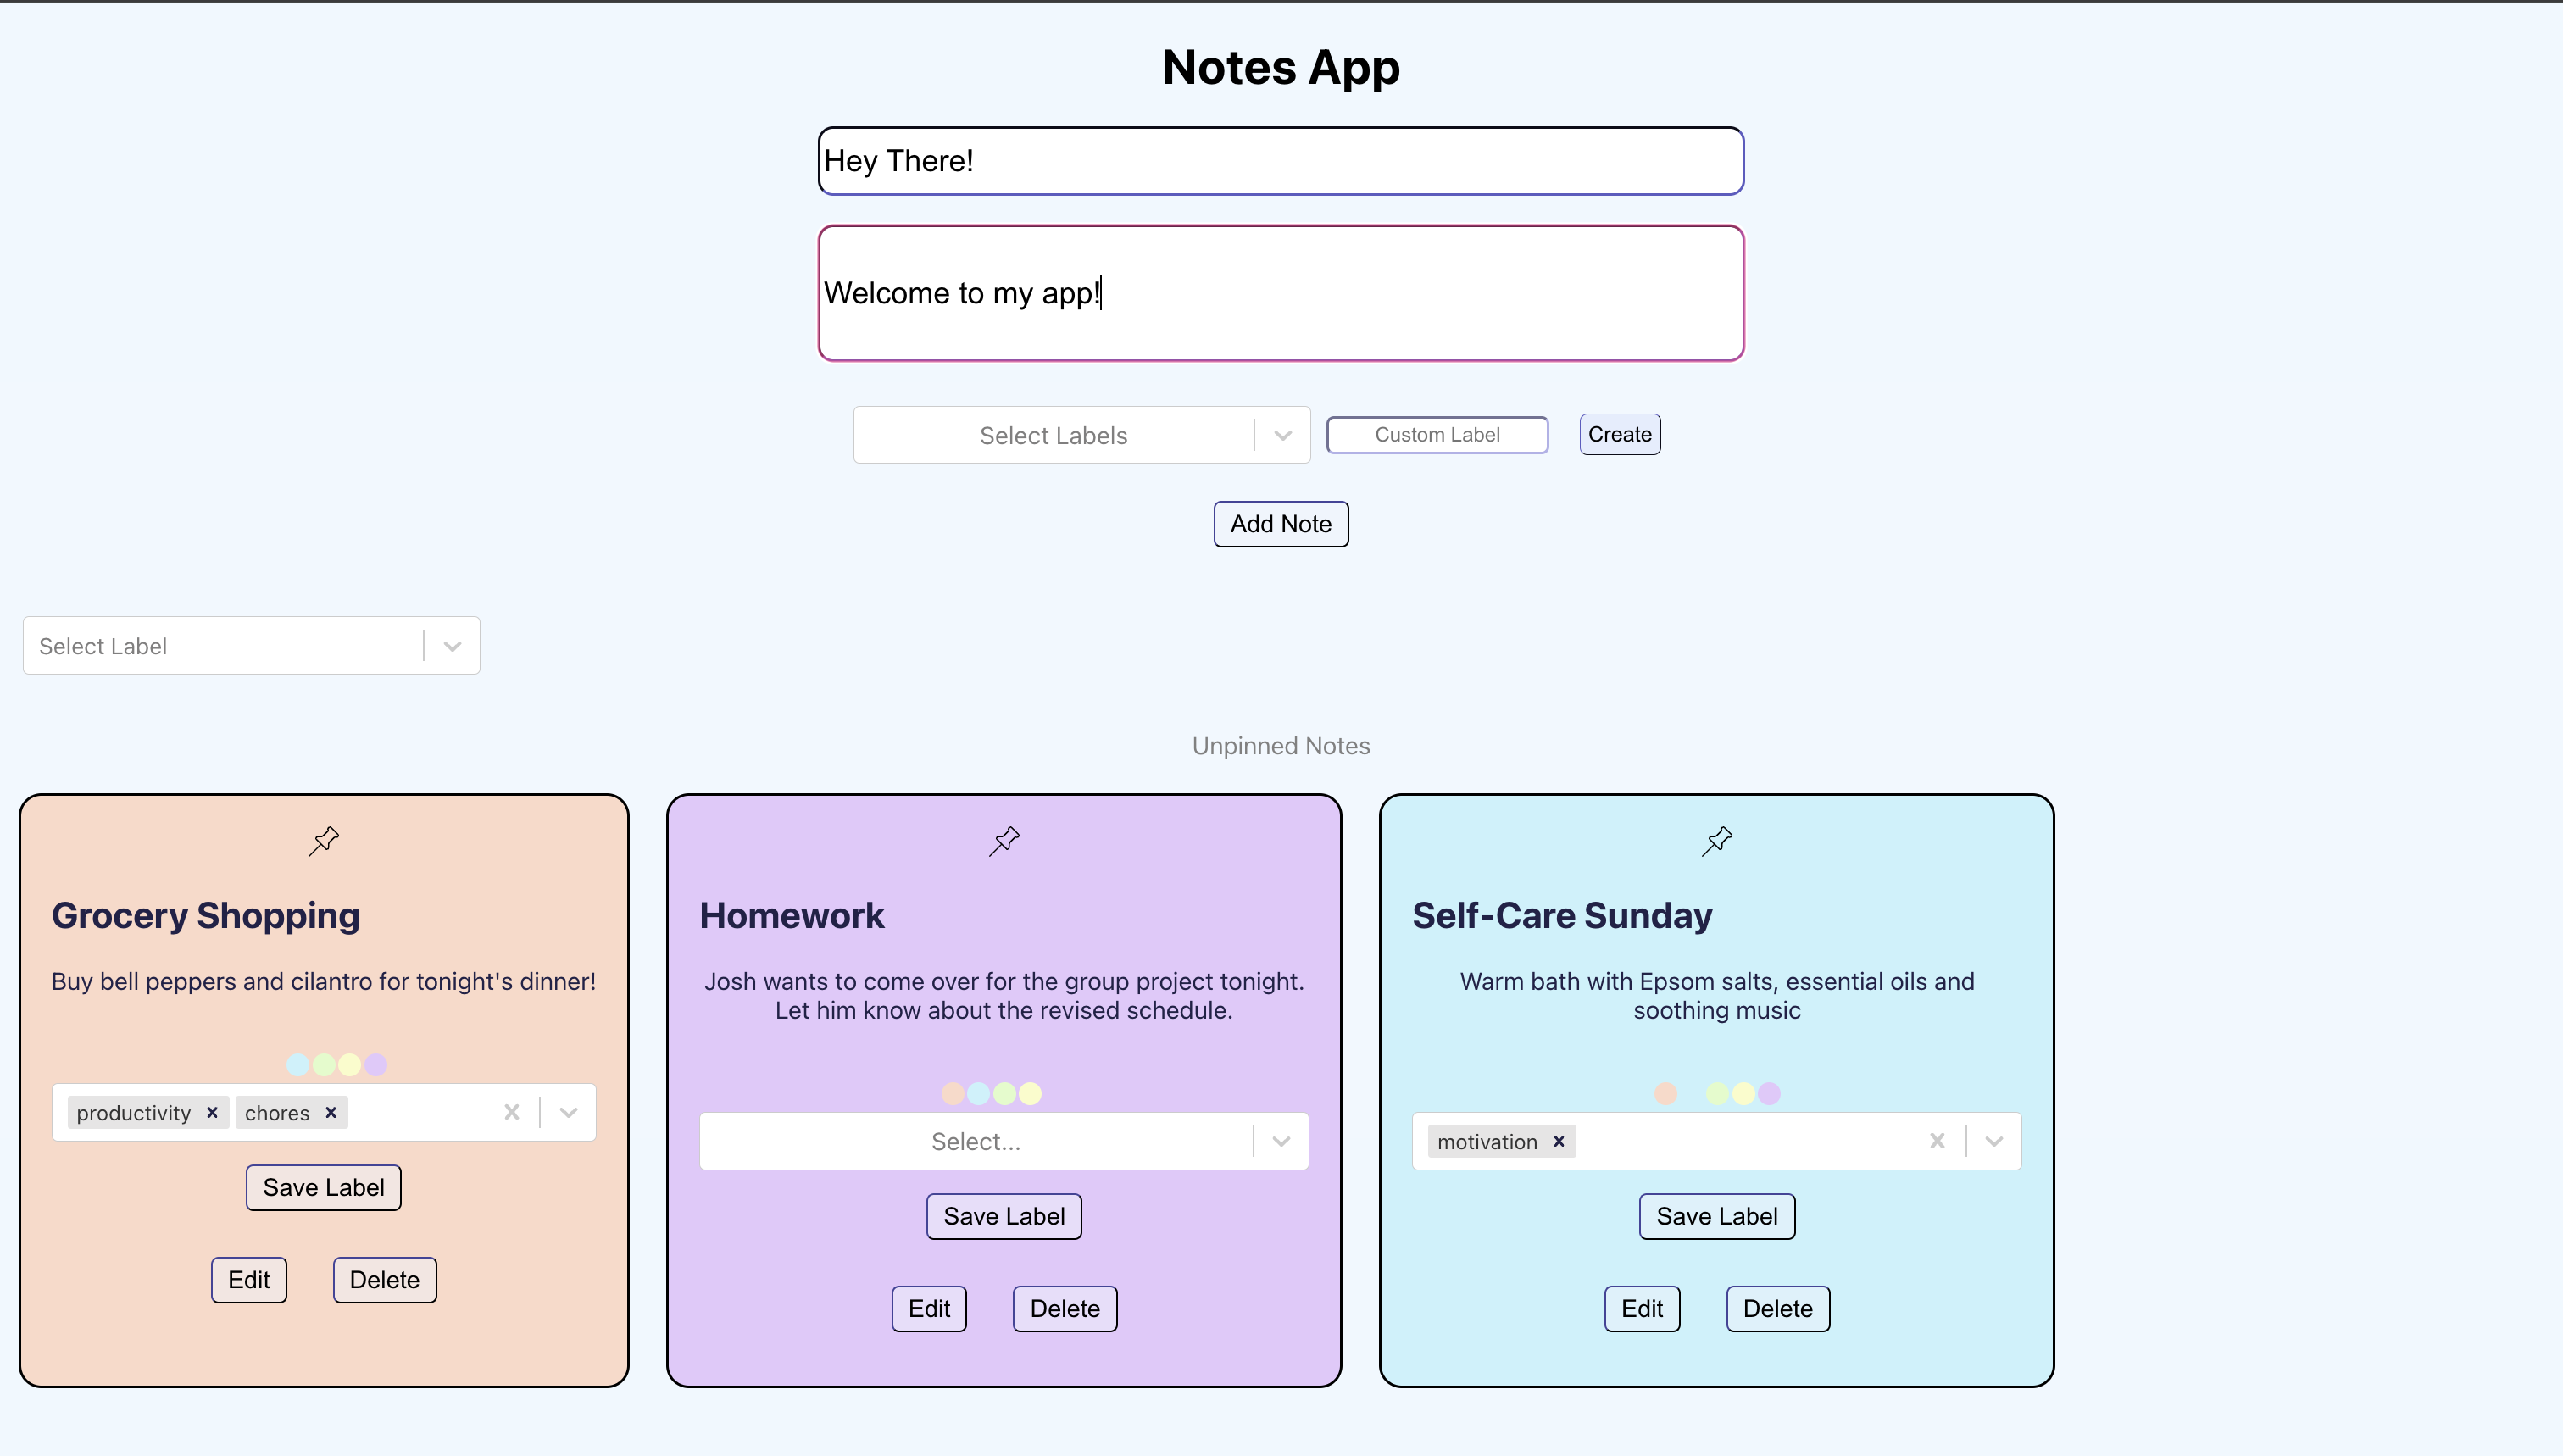 Notes App
Hey There!
Welcome to my app!
Select Labels
Custom Label
Create
Add Note
Select Label
Unpinned Notes
Grocery Shopping
Buy bell peppers and cilantro for tonight's dinner!
productivity
chores
Save Label
Edit
Delete
Homework
Josh wants to come over for the group project tonight.
Let him know about the revised schedule.
Select...
Save Label
Edit
Delete
Self-Care Sunday
Warm bath with Epsom salts, essential oils and
soothing music
motivation
Save Label
Edit
Delete